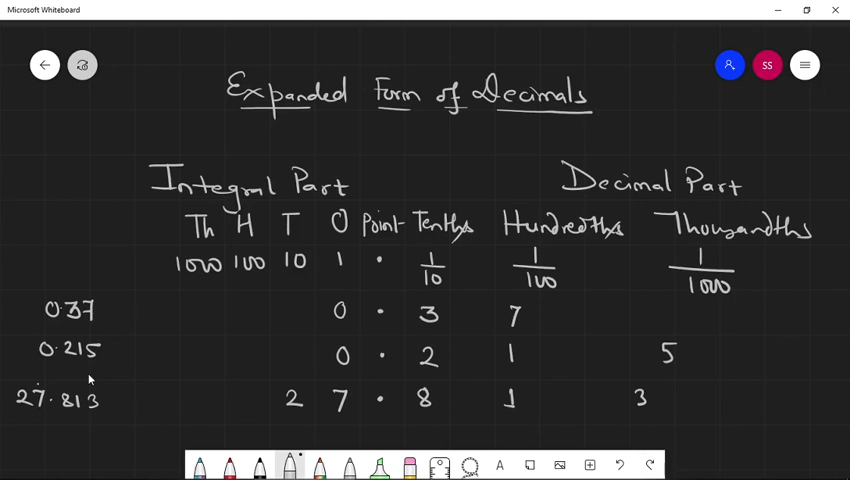 Microsoft Whiteboard
SS
Expanded Form of Decimals
Integral Part Decimal Part
Th H T O Point Tenths Hundredths Thousandths
1000 100 10 1 . 1/10 1/100 1/1000
0.37 0 . 3 7
0.215 0 . 2 1 5
27.813 2 7 . 8 1 3
A